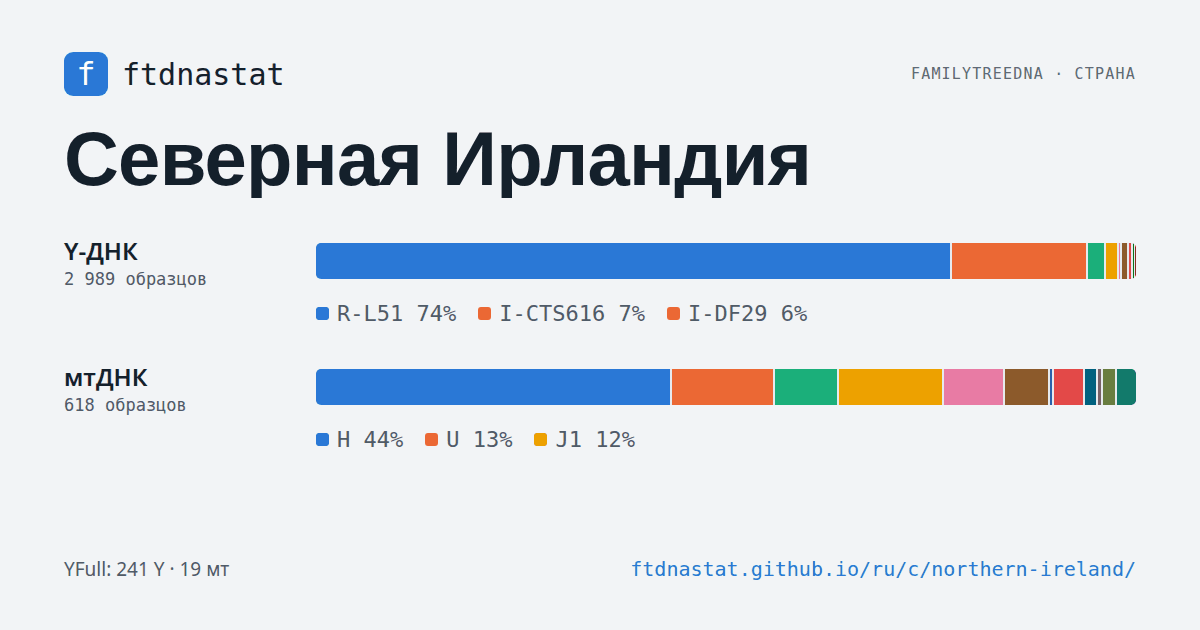 f ftdnastat
FAMILYTREEDNA · СТРАНА
Северная Ирландия
Y-ДНК
2 989 образцов
R-L51 74% I-CTS616 7% I-DF29 6%
мтДНК
618 образцов
H 44% U 13% J1 12%
YFull: 241 Y · 19 мт
ftdnastat.github.io/ru/c/northern-ireland/